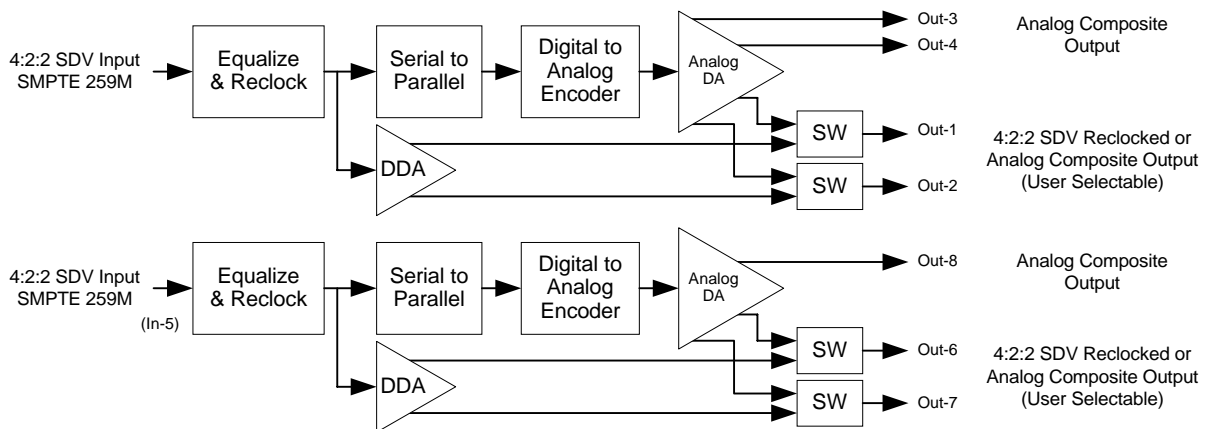 4:2:2 SDV Input
SMPTE 259M
Equalize
& Reclock
Serial to
Parallel
Digital to
Analog
Encoder
Analog
DA
DDA
SW
SW
Out-3
Out-4
Out-1
Out-2
Analog Composite
Output
4:2:2 SDV Reclocked or
Analog Composite Output
(User Selectable)
4:2:2 SDV Input
SMPTE 259M
(In-5)
Equalize
& Reclock
Serial to
Parallel
Digital to
Analog
Encoder
Analog
DA
DDA
SW
SW
Out-8
Out-6
Out-7
Analog Composite
Output
4:2:2 SDV Reclocked or
Analog Composite Output
(User Selectable)